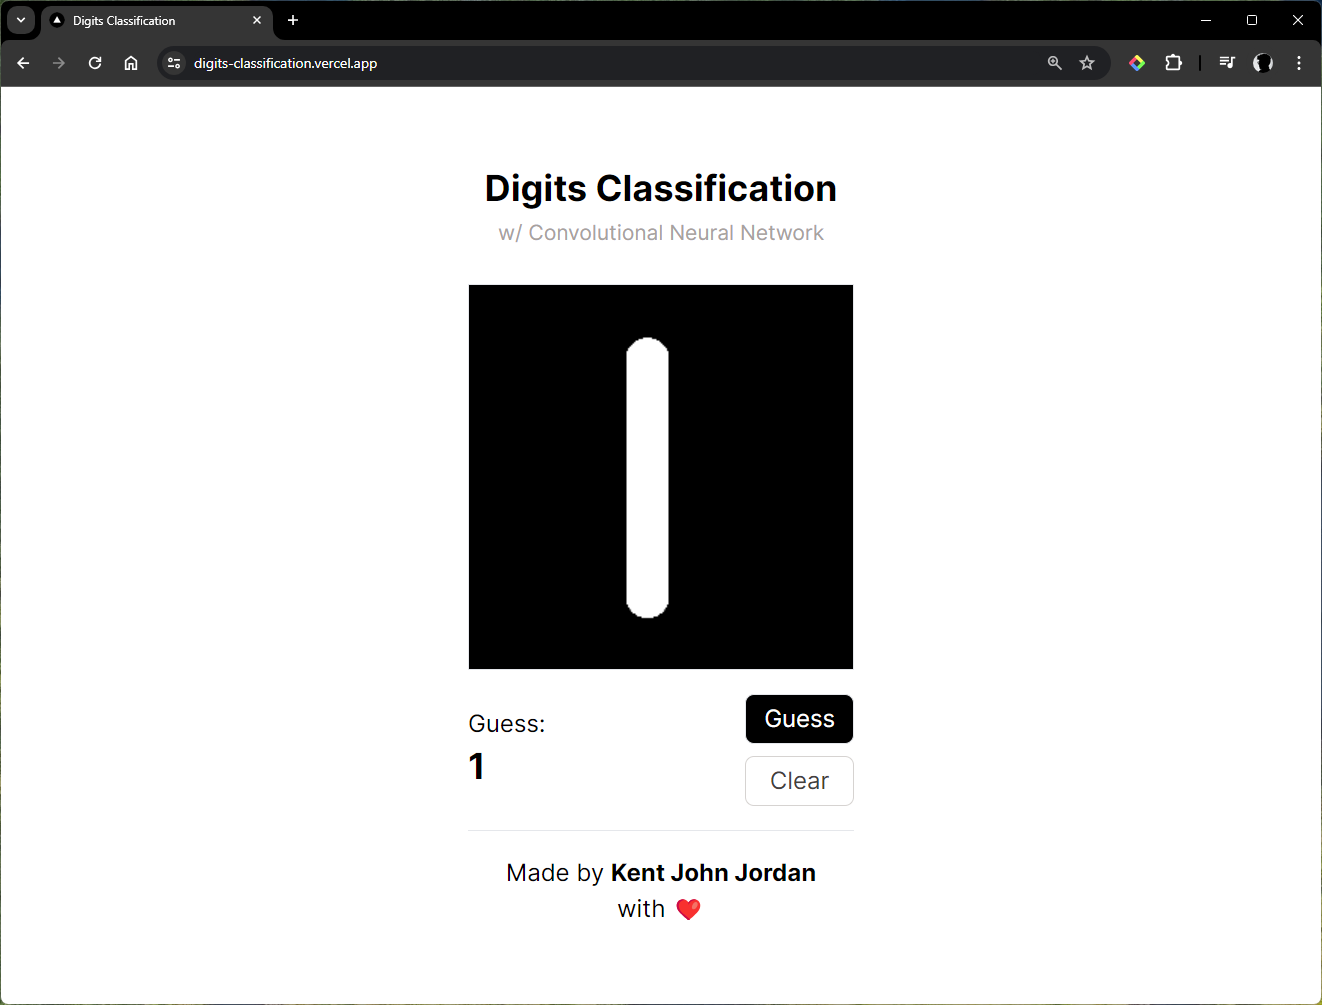 Digits Classification
digits-classification.vercel.app
Digits Classification
w/ Convolutional Neural Network
Guess:
1
Guess
Clear
Made by Kent John Jordan
with ❤️